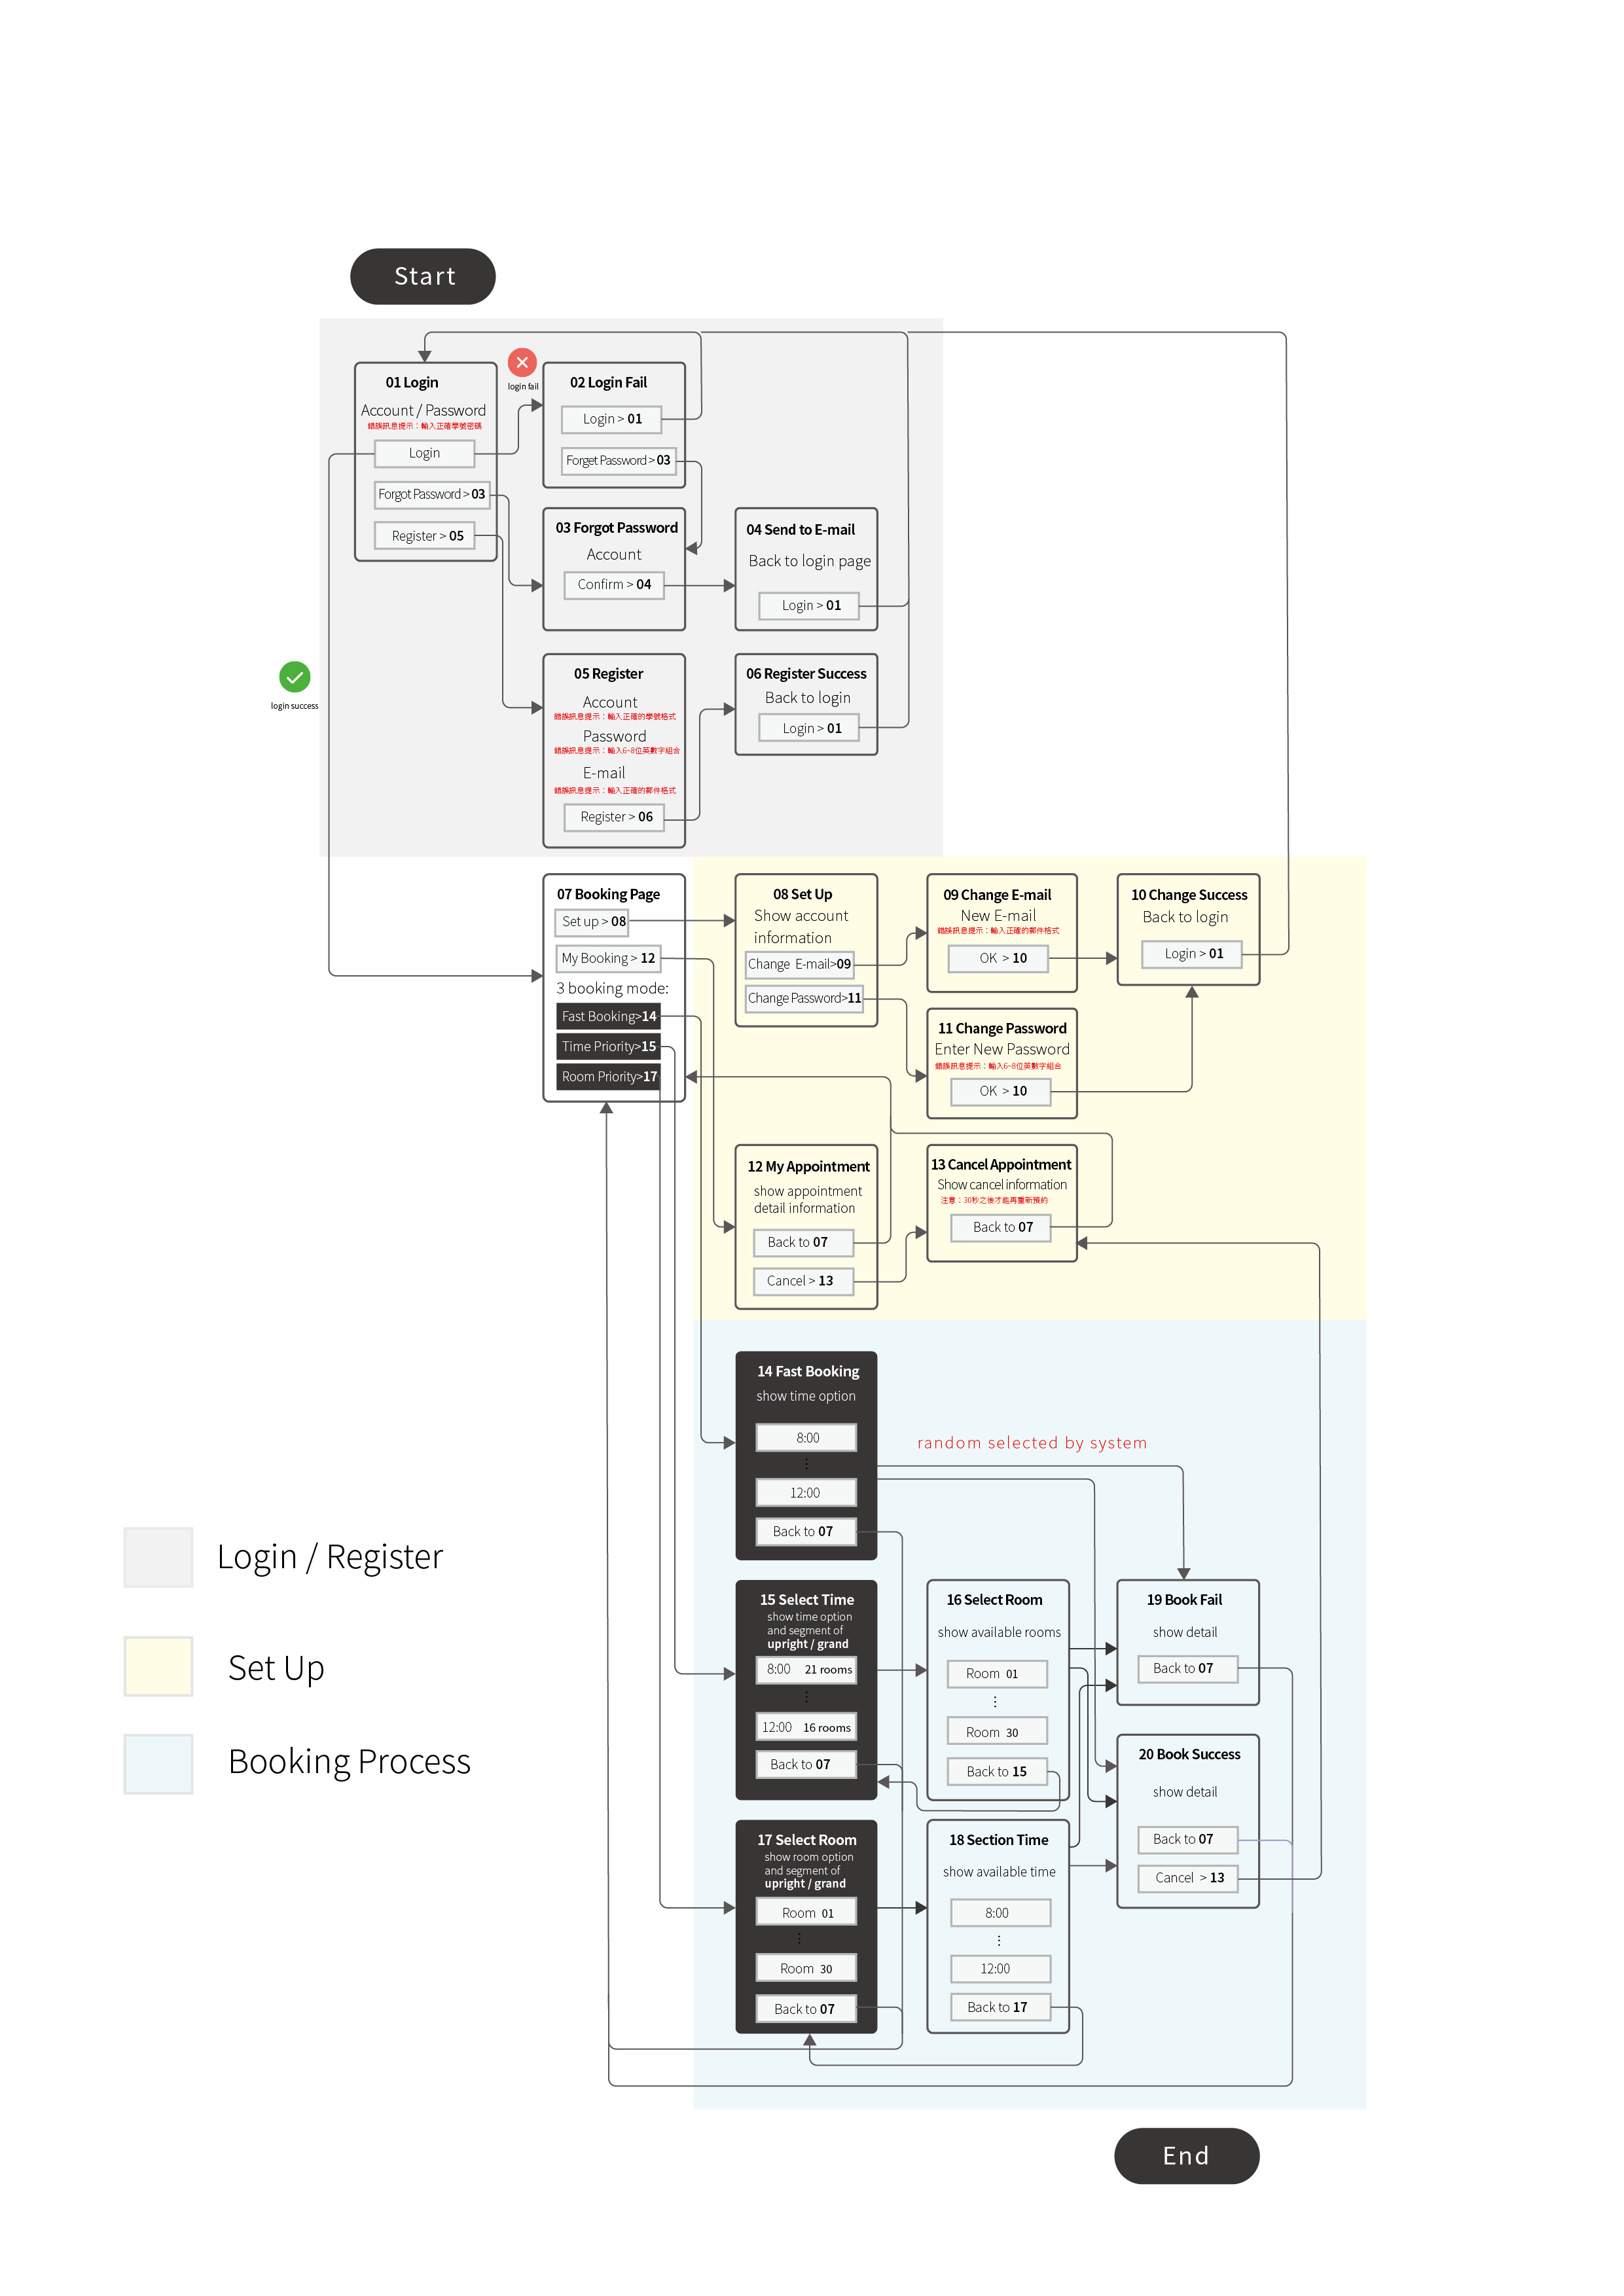 Start
01 Login
Account / Password
錯誤訊息提示：輸入正確學號密碼
Login
Forgot Password > 03
Register > 05
login fail
02 Login Fail
Login > 01
Forget Password > 03
03 Forgot Password
Account
Confirm > 04
04 Send to E-mail
Back to login page
Login > 01
login success
05 Register
Account
錯誤訊息提示：輸入正確的學號格式
Password
錯誤訊息提示：輸入6~8位英數字組合
E-mail
錯誤訊息提示：輸入正確的郵件格式
Register > 06
06 Register Success
Back to login
Login > 01
07 Booking Page
Set up > 08
My Booking > 12
3 booking mode:
Fast Booking>14
Time Priority>15
Room Priority>17
08 Set Up
Show account
information
Change E-mail>09
Change Password>11
09 Change E-mail
New E-mail
錯誤訊息提示：輸入正確的郵件格式
OK > 10
10 Change Success
Back to login
Login > 01
11 Change Password
Enter New Password
錯誤訊息提示：輸入6~8位英數字組合
OK > 10
12 My Appointment
show appointment
detail information
Back to 07
Cancel > 13
13 Cancel Appointment
Show cancel information
注意：30秒之後才能再重新預約
Back to 07
14 Fast Booking
show time option
8:00
⋮
12:00
Back to 07
random selected by system
15 Select Time
show time option
and segment of
upright / grand
8:00 21 rooms
⋮
12:00 16 rooms
Back to 07
16 Select Room
show available rooms
Room 01
⋮
Room 30
Back to 15
19 Book Fail
show detail
Back to 07
20 Book Success
show detail
Back to 07
Cancel > 13
17 Select Room
show room option
and segment of
upright / grand
Room 01
⋮
Room 30
Back to 07
18 Section Time
show available time
8:00
⋮
12:00
Back to 17
Login / Register
Set Up
Booking Process
End